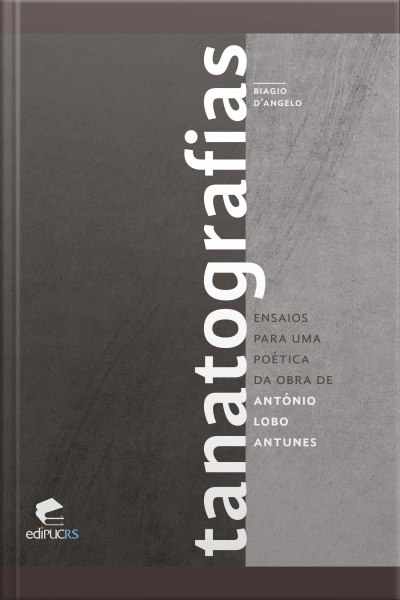 BIAGIO
D'ANGELO
tanatografias
ENSAIOS
PARA UMA
POÉTICA
DA OBRA DE
ANTÓNIO
LOBO
ANTUNES
ediPUCRS